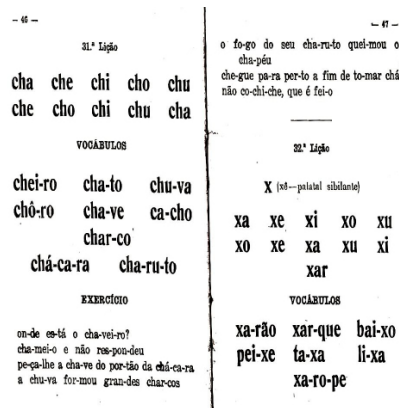 — 46 —
31.ª Lição
cha che chi cho chu
che cho chi chu cha
VOCÁBULOS
chei-ro cha-to chu-va
chô-ro cha-ve ca-cho
char-co
chá-ca-ra cha-ru-to
EXERCÍCIO
on-de es-tá o cha-vei-ro?
cha-mei-o e não res-pon-deu
pe-ça-lhe a cha-ve do por-tão da chá-ca-ra
a chu-va for-mou gran-des char-cos
— 47 —
o fo-go do seu cha-ru-to quei-mou o
cha-péu
che-gue pa-ra per-to a fim de to-mar chá
não co-chi-che, que é fei-o
32.ª Lição
X (xê—palatal sibilante)
xa xe xi xo xu
xo xe xa xu xi
xar
VOCÁBULOS
xa-rão xar-que bai-xo
pei-xe ta-xa li-xa
xa-ro-pe